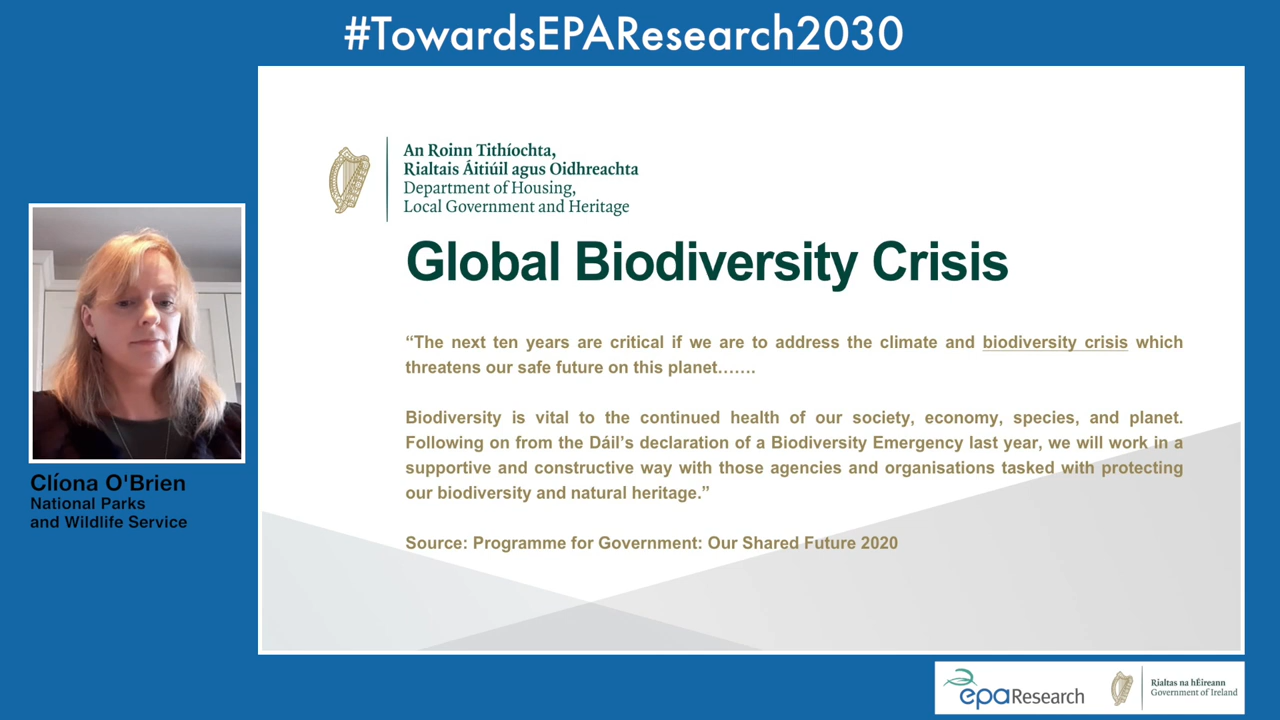 #TowardsEPAResearch2030
An Roinn Tithíochta,
Rialtais Áitiúil agus Oidhreachta
Department of Housing,
Local Government and Heritage
Global Biodiversity Crisis
“The next ten years are critical if we are to address the climate and biodiversity crisis which
threatens our safe future on this planet…….
Biodiversity is vital to the continued health of our society, economy, species, and planet.
Following on from the Dáil’s declaration of a Biodiversity Emergency last year, we will work in a
supportive and constructive way with those agencies and organisations tasked with protecting
our biodiversity and natural heritage.”
Source: Programme for Government: Our Shared Future 2020
Clíona O'Brien
National Parks
and Wildlife Service
epaResearch
Rialtas na hÉireann
Government of Ireland